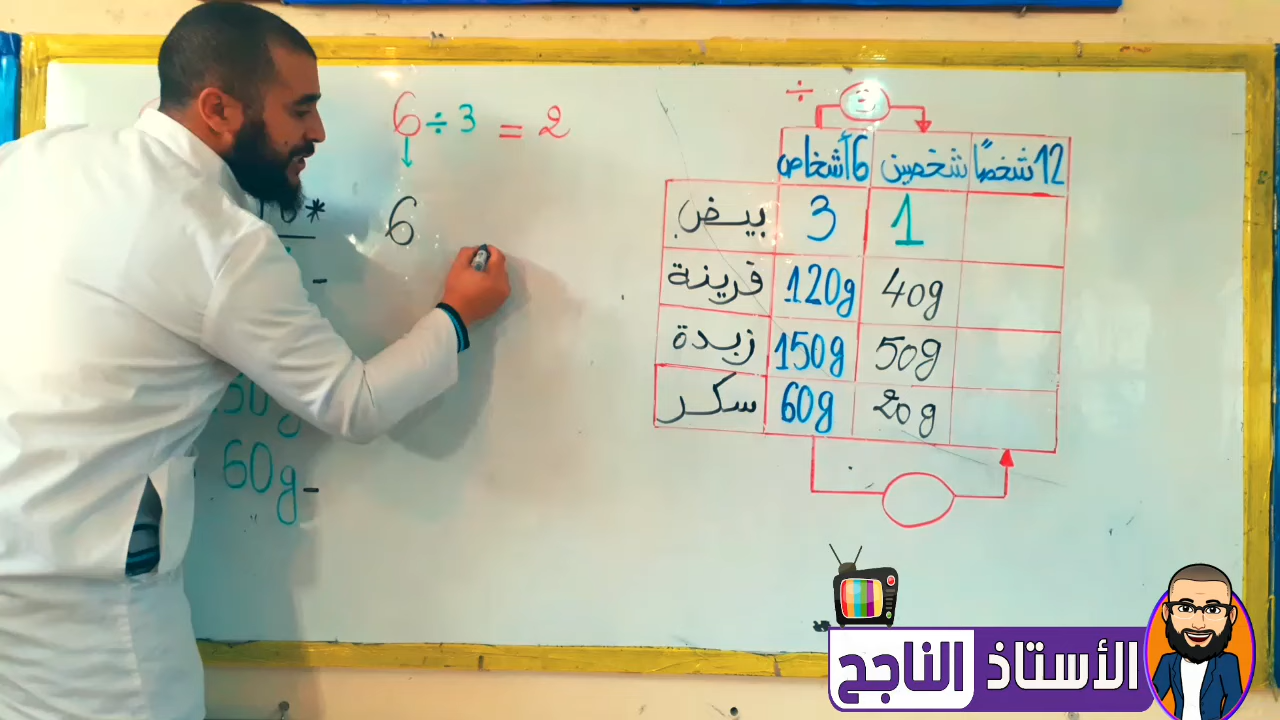 6 ÷ 3 = 2
6
*
60g -
÷
6 أشخاص شخصين 12 شخصًا
بيض 3 1
فرينة 120g 40g
زبدة 150g 50g
سكر 60g 20g
الأستاذ الناجح